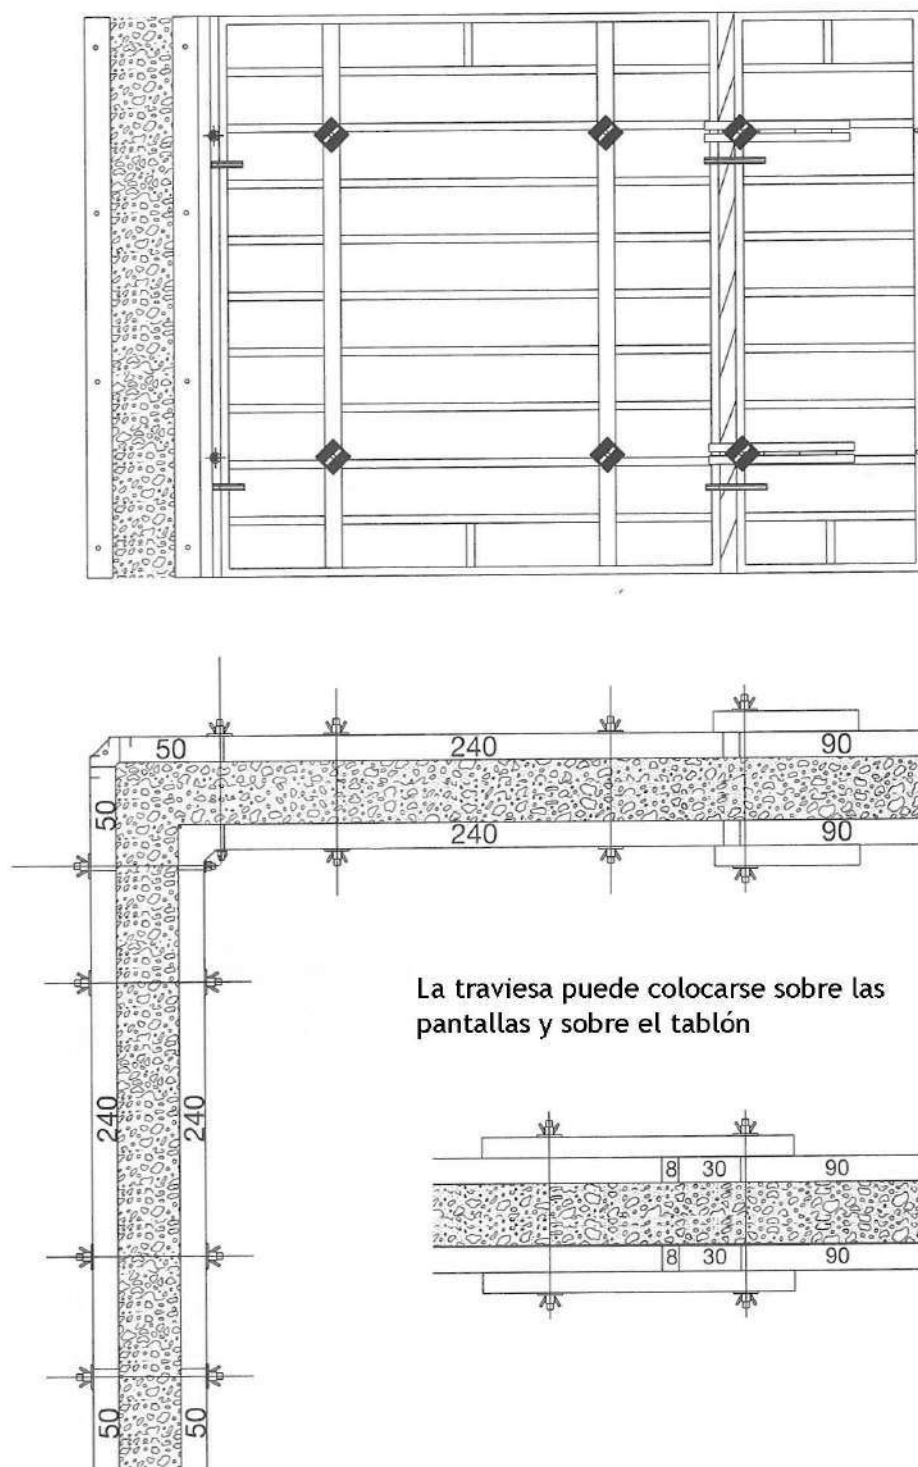 50 240 90
50
240 90
La traviesa puede colocarse sobre las
pantallas y sobre el tablón
240 240
8 30 90
8 30 90
50 50